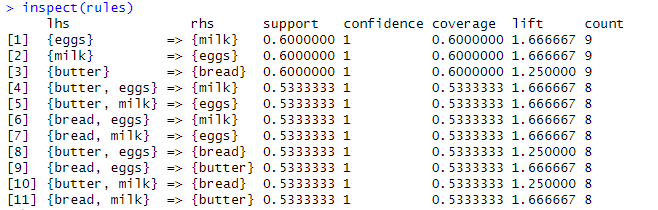 > inspect(rules)
     lhs                rhs      support   confidence coverage  lift     count
[1]  {eggs}          => {milk}   0.6000000 1          0.6000000 1.666667 9
[2]  {milk}          => {eggs}   0.6000000 1          0.6000000 1.666667 9
[3]  {butter}        => {bread}  0.6000000 1          0.6000000 1.250000 9
[4]  {butter, eggs} => {milk}   0.5333333 1          0.5333333 1.666667 8
[5]  {butter, milk} => {eggs}   0.5333333 1          0.5333333 1.666667 8
[6]  {bread, eggs}  => {milk}   0.5333333 1          0.5333333 1.666667 8
[7]  {bread, milk}  => {eggs}   0.5333333 1          0.5333333 1.666667 8
[8]  {butter, eggs} => {bread}  0.5333333 1          0.5333333 1.250000 8
[9]  {bread, eggs}  => {butter} 0.5333333 1          0.5333333 1.666667 8
[10] {butter, milk} => {bread}  0.5333333 1          0.5333333 1.250000 8
[11] {bread, milk}  => {butter} 0.5333333 1          0.5333333 1.666667 8